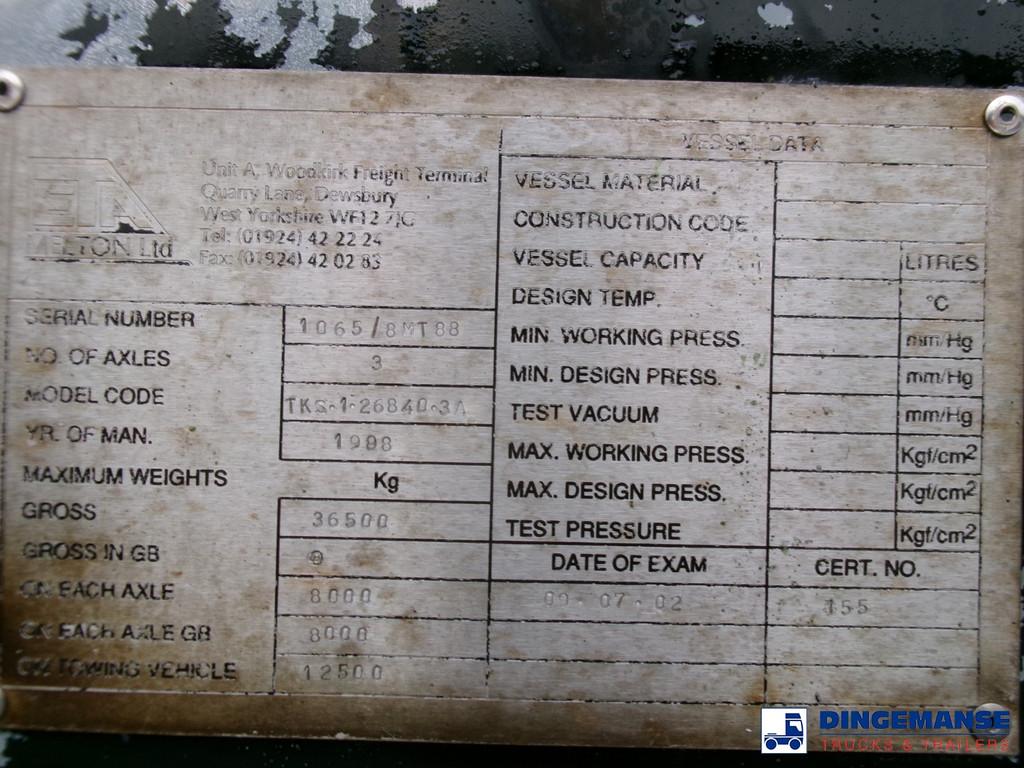 ETA
MELTON Ltd
Unit A, Woodkirk Freight Terminal
Quarry Lane, Dewsbury
West Yorkshire WF12 7JG
Tel: (01924) 42 22 24
Fax: (01924) 42 02 83
SERIAL NUMBER 1065/8MT88
NO. OF AXLES 3
MODEL CODE TKS-1-26840-3A
YR. OF MAN. 1998
MAXIMUM WEIGHTS Kg
GROSS 36500
GROSS IN GB
ON EACH AXLE 8000
ON EACH AXLE GB 8000
ON TOWING VEHICLE 12500
VESSEL DATA
VESSEL MATERIAL
CONSTRUCTION CODE
VESSEL CAPACITY LITRES
DESIGN TEMP. °C
MIN. WORKING PRESS. mm/Hg
MIN. DESIGN PRESS. mm/Hg
TEST VACUUM mm/Hg
MAX. WORKING PRESS. Kgf/cm2
MAX. DESIGN PRESS. Kgf/cm2
TEST PRESSURE Kgf/cm2
DATE OF EXAM CERT. NO.
09-07-02 155
DINGEMANSE
TRUCKS & TRAILERS